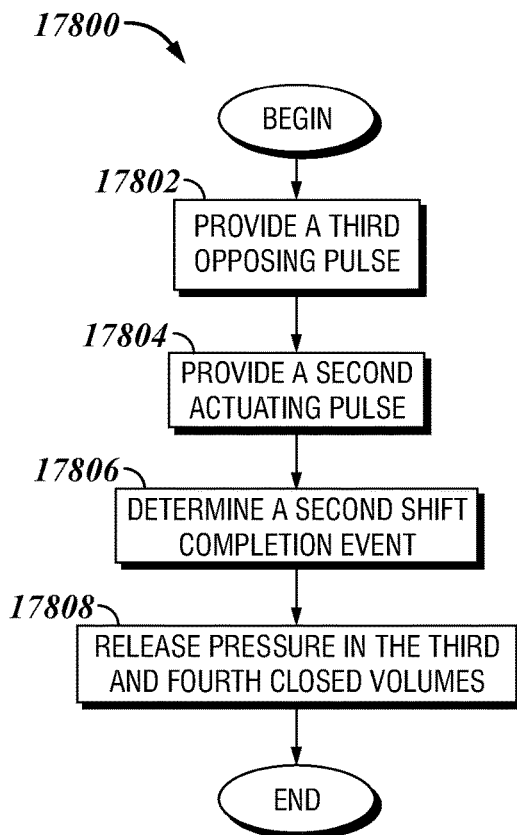 17800
BEGIN
17802
PROVIDE A THIRD
OPPOSING PULSE
17804
PROVIDE A SECOND
ACTUATING PULSE
17806
DETERMINE A SECOND SHIFT
COMPLETION EVENT
17808
RELEASE PRESSURE IN THE THIRD
AND FOURTH CLOSED VOLUMES
END